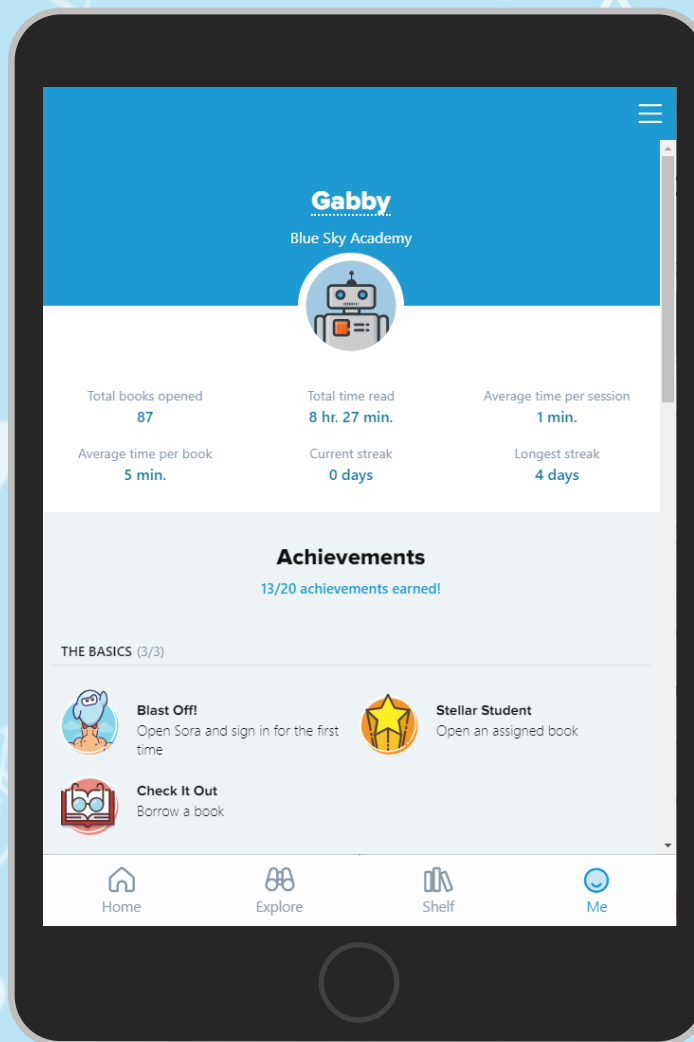 Gabby
Blue Sky Academy
Total books opened
87
Total time read
8 hr. 27 min.
Average time per session
1 min.
Average time per book
5 min.
Current streak
0 days
Longest streak
4 days
Achievements
13/20 achievements earned!
THE BASICS (3/3)
Blast Off!
Open Sora and sign in for the first
time
Stellar Student
Open an assigned book
Check It Out
Borrow a book
Home
Explore
Shelf
Me